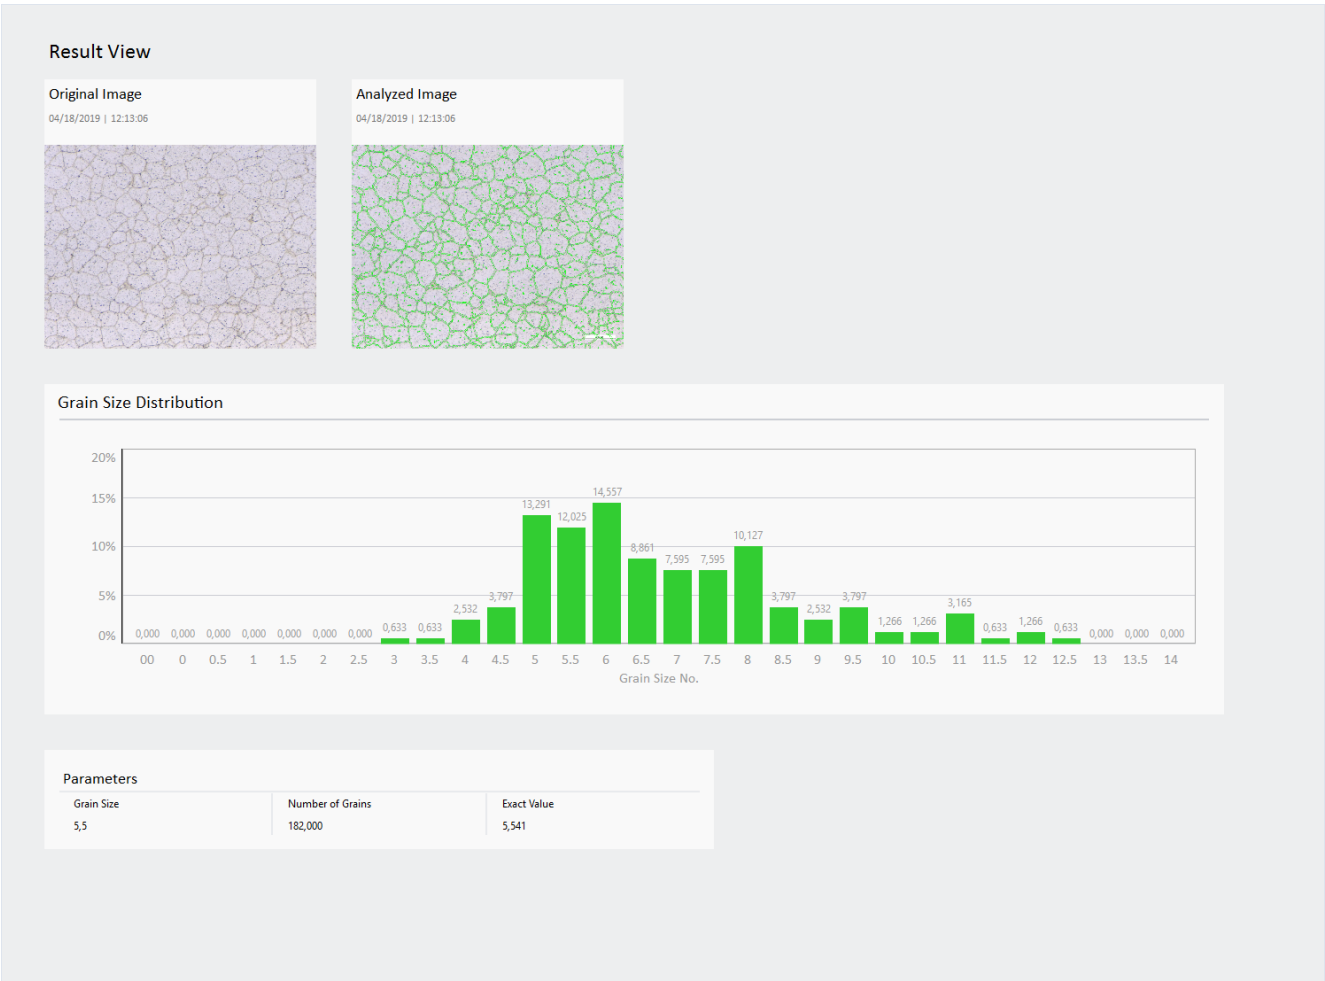 Result View
Original Image
04/18/2019 | 12:13:06
Analyzed Image
04/18/2019 | 12:13:06
Grain Size Distribution
20%
15%
10%
5%
0%
0,000 0,000 0,000 0,000 0,000 0,000 0,000 0,633 0,633 2,532 3,797 13,291 12,025 14,557 8,861 7,595 7,595 10,127 3,797 2,532 3,797 1,266 1,266 3,165 0,633 1,266 0,633 0,000 0,000 0,000
00 0 0.5 1 1.5 2 2.5 3 3.5 4 4.5 5 5.5 6 6.5 7 7.5 8 8.5 9 9.5 10 10.5 11 11.5 12 12.5 13 13.5 14
Grain Size No.
Parameters
Grain Size Number of Grains Exact Value
5,5 182,000 5,541